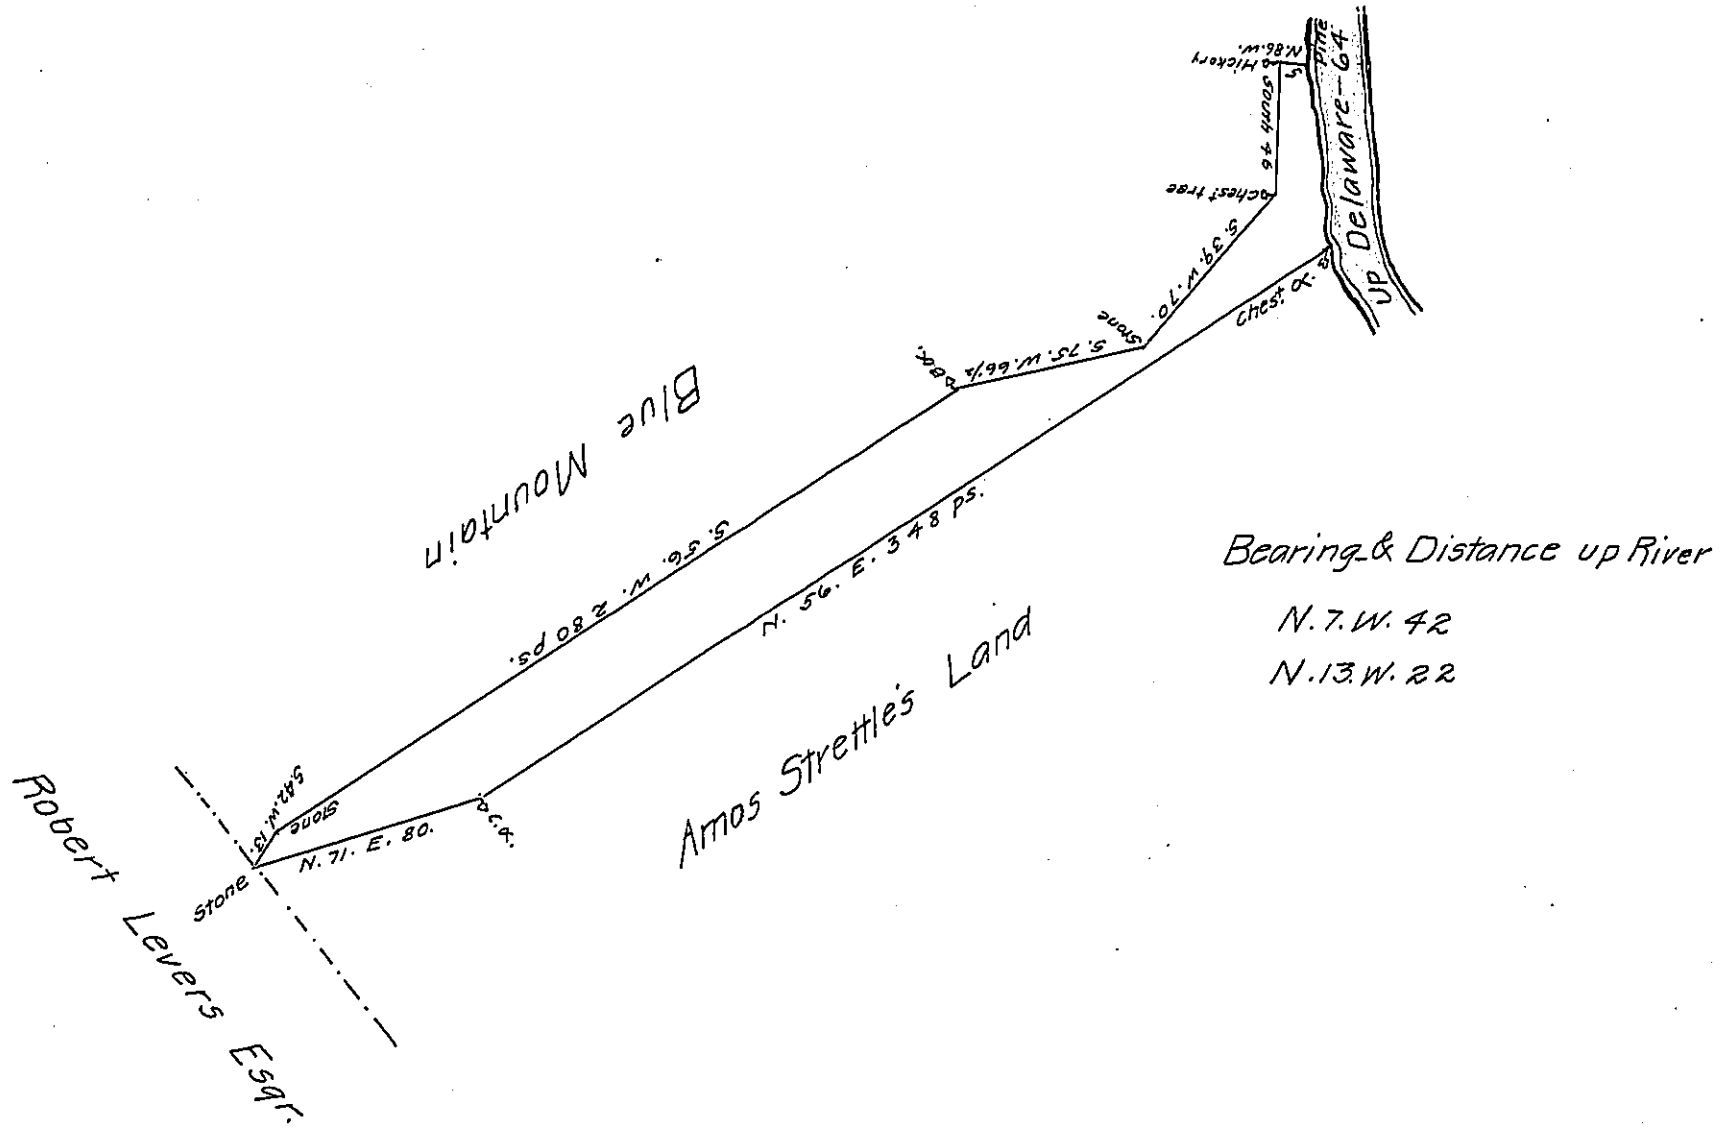 N.86.W.
9
Hickory
Pine
UP Delaware-64
South 46
Chest tree
S.39.W.70.
Stone
S.75.W.66½
B.O.
Chest O.
Blue Mountain
S.56.W.280 ps.
N.56.E.348 ps.
Bearing & Distance up River
N.7.W.42
N.13.W.22
Amos Strettle's Land
S.42.W.13.
Stone
N.71.E.80.
Stone
Robert Levers Esqr.